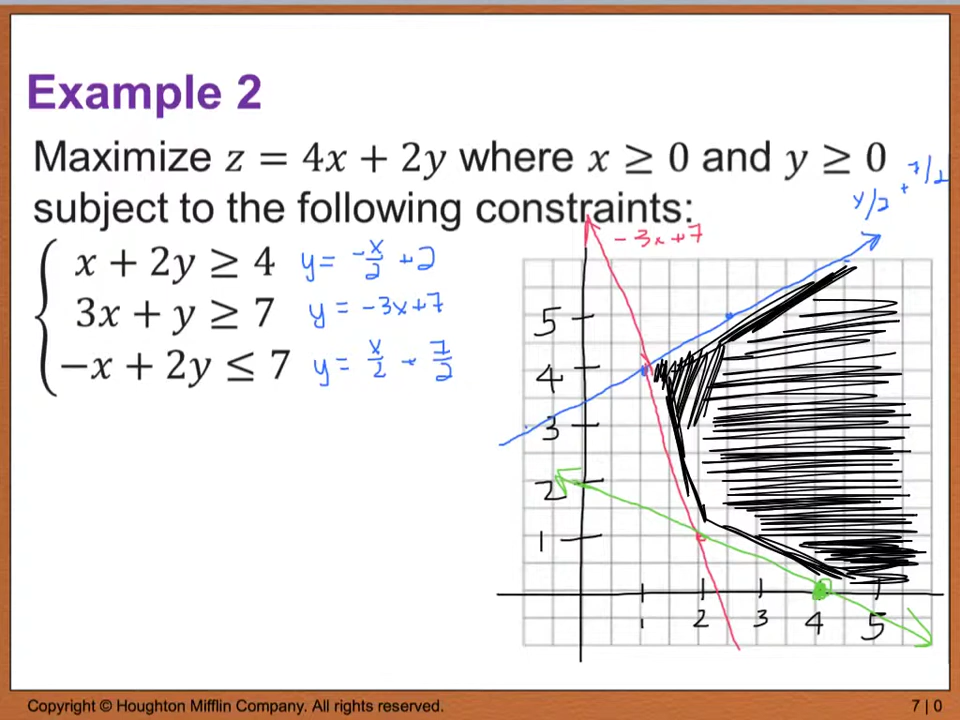 Example 2
Maximize z = 4x + 2y where x ≥ 0 and y ≥ 0
subject to the following constraints:
x + 2y ≥ 4 y = -x/2 + 2
3x + y ≥ 7 y = -3x+7
−x + 2y ≤ 7 y = x/2 - 7/2
x/2 + 7/2
-3x+7
5
4
3
2
1
1 2 3 4 5
Copyright © Houghton Mifflin Company. All rights reserved. 7 | 0